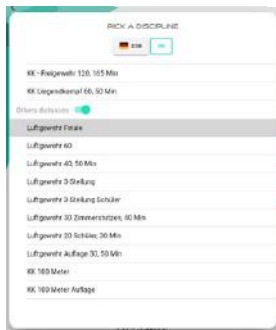 PICK A DISCIPLINE
DSB
KK - Freigewehr 120, 165 Min
KK Liegendkampf 60, 50 Min
Others distances
Luftgewehr Finale
Luftgewehr 60
Luftgewehr 40, 50 Min
Luftgewehr 3-Stellung
Luftgewehr 3-Stellung Schüler
Luftgewehr 30 Zimmerstutzen, 40 Min
Luftgewehr 20 Schüler, 30 Min
Luftgewehr Auflage 30, 50 Min
KK 100 Meter
KK 100 Meter Auflage